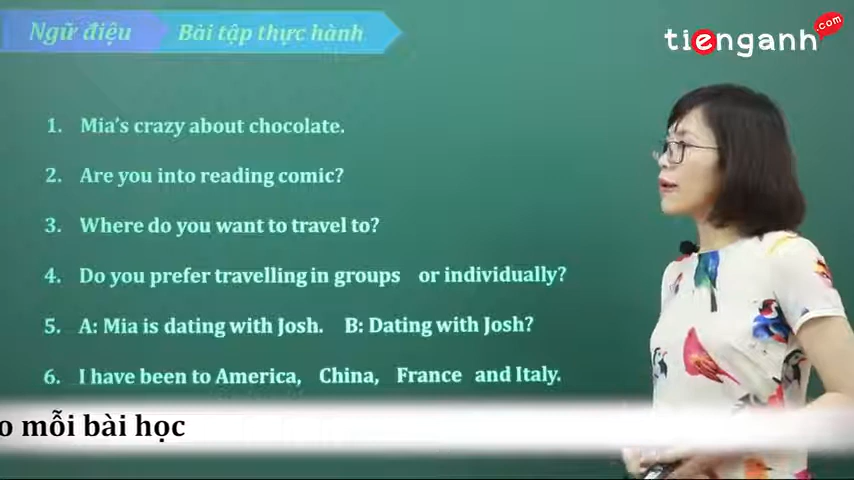 Ngữ điệu Bài tập thực hành
tienganh.com
1. Mia's crazy about chocolate.
2. Are you into reading comic?
3. Where do you want to travel to?
4. Do you prefer travelling in groups or individually?
5. A: Mia is dating with Josh. B: Dating with Josh?
6. I have been to America, China, France and Italy.
o mỗi bài học